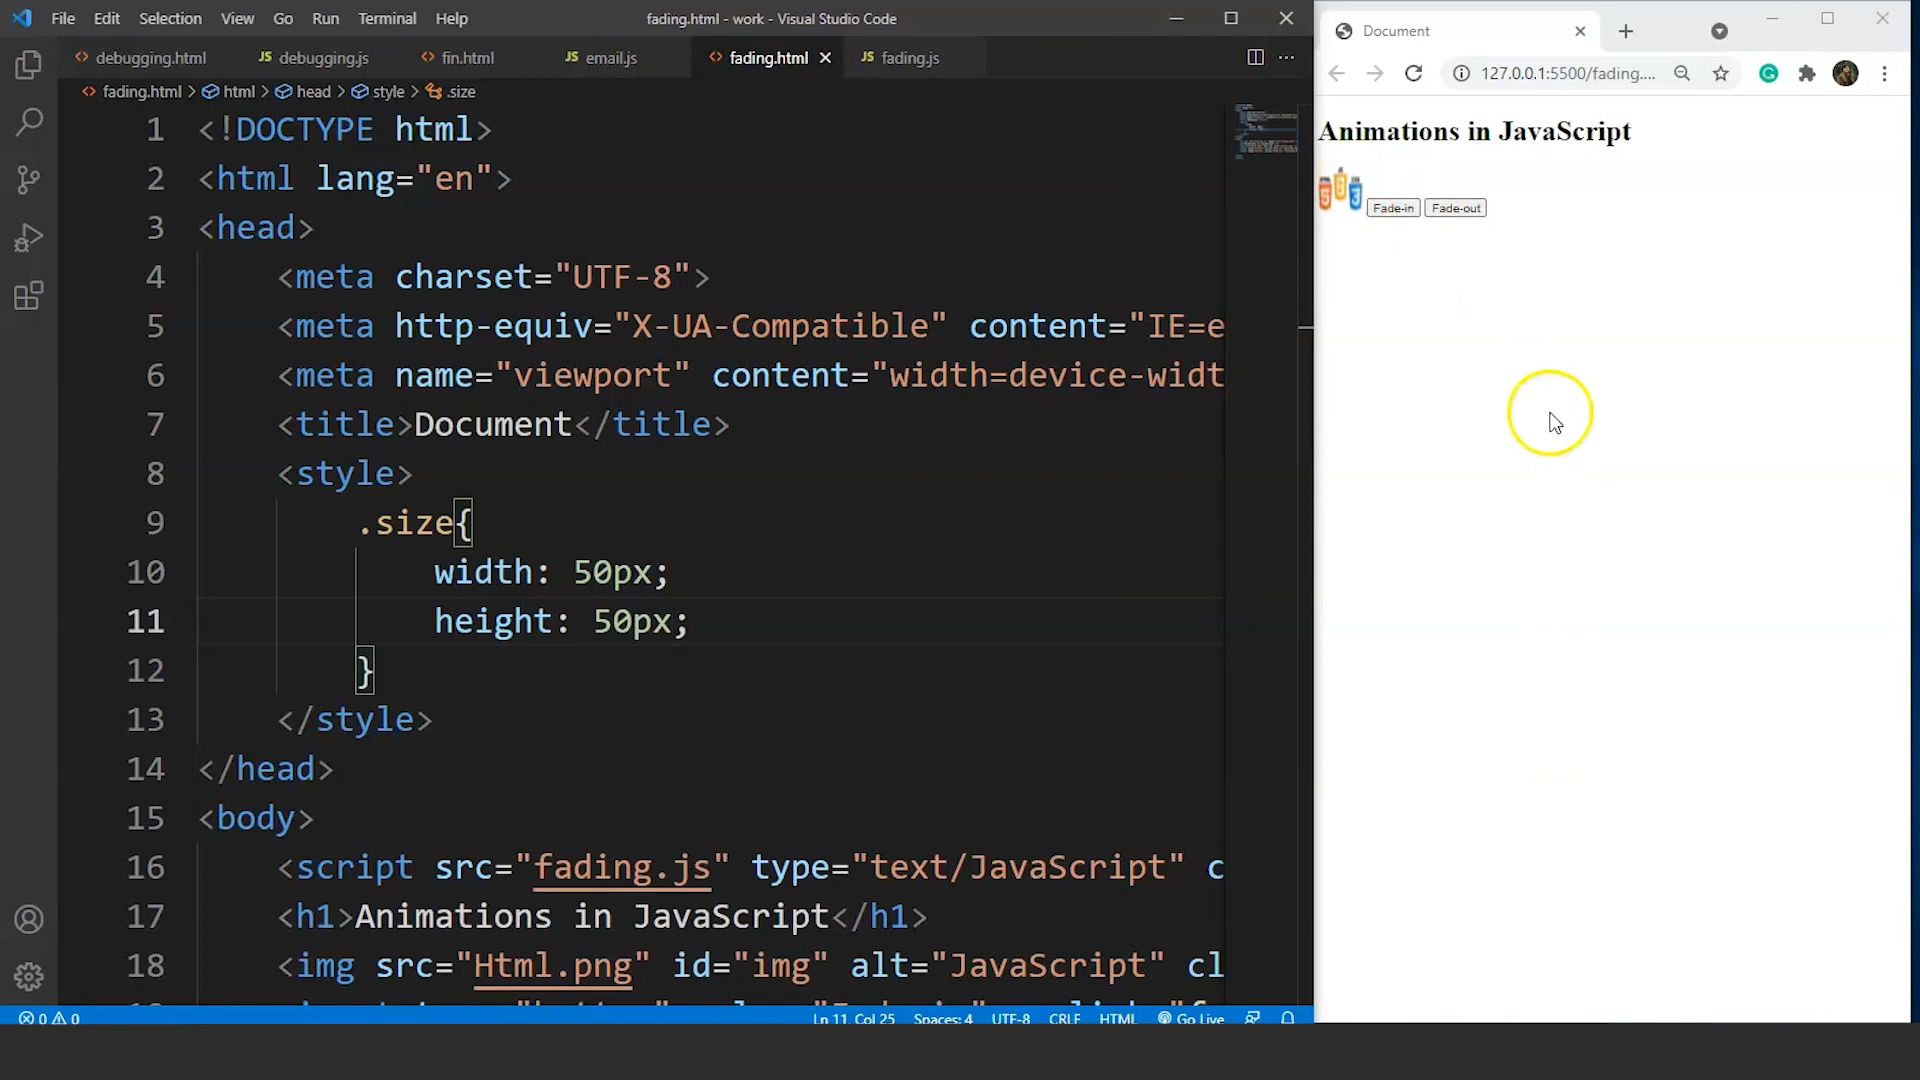 File Edit Selection View Go Run Terminal Help fading.html - work - Visual Studio Code
debugging.html JS debugging.js fin.html JS email.js fading.html JS fading.js
fading.html > html > head > style > .size
1 <!DOCTYPE html>
2 <html lang="en">
3 <head>
4 <meta charset="UTF-8">
5 <meta http-equiv="X-UA-Compatible" content="IE=e
6 <meta name="viewport" content="width=device-widt
7 <title>Document</title>
8 <style>
9 .size{
10 width: 50px;
11 height: 50px;
12 }
13 </style>
14 </head>
15 <body>
16 <script src="fading.js" type="text/JavaScript" c
17 <h1>Animations in JavaScript</h1>
18 <img src="Html.png" id="img" alt="JavaScript" cl
0 0 Ln 11, Col 25 Spaces: 4 UTF-8 CRLF HTML Go Live
Document
127.0.0.1:5500/fading....
Animations in JavaScript
Fade-in Fade-out